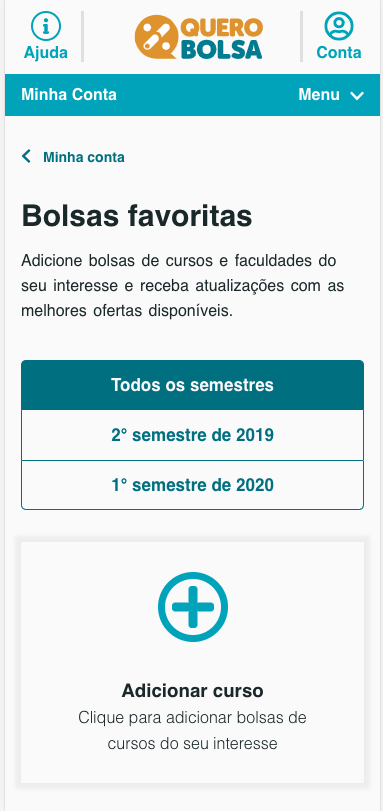 Ajuda
QUERO
BOLSA
Conta
Minha Conta
Menu
Minha conta
Bolsas favoritas
Adicione bolsas de cursos e faculdades do
seu interesse e receba atualizações com as
melhores ofertas disponíveis.
Todos os semestres
2° semestre de 2019
1° semestre de 2020
Adicionar curso
Clique para adicionar bolsas de
cursos do seu interesse